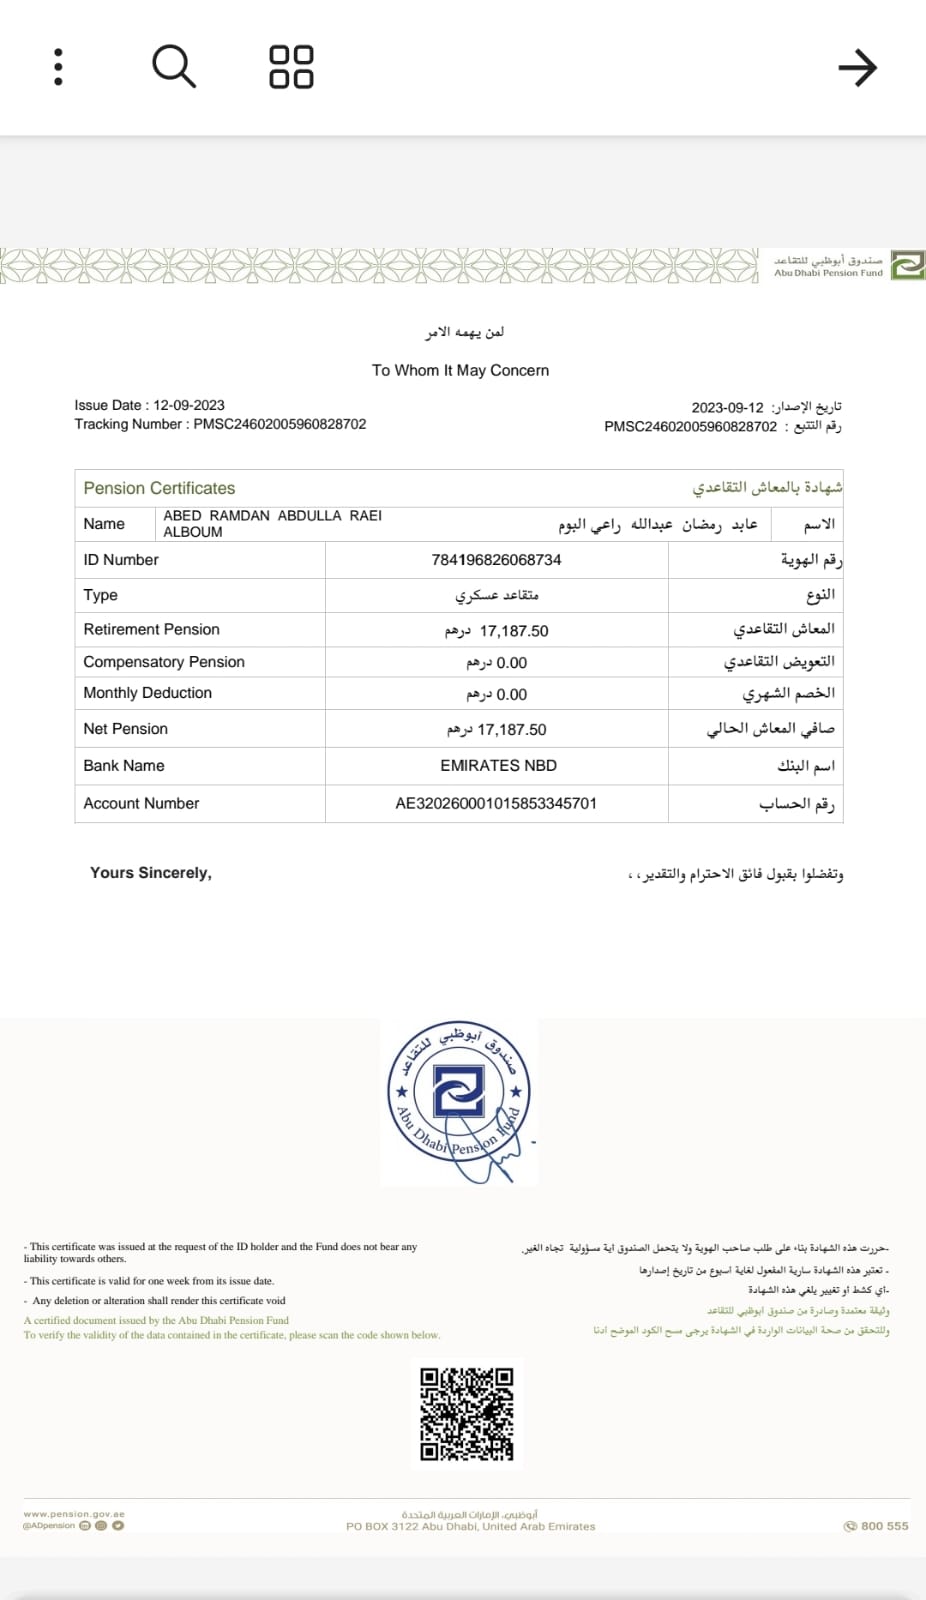 صندوق أبوظبي للتقاعد
Abu Dhabi Pension Fund
لمن يهمه الامر
To Whom It May Concern
Issue Date : 12-09-2023
تاريخ الإصدار: 12-09-2023
Tracking Number : PMSC24602005960828702
رقم التتبع : PMSC24602005960828702
Pension Certificates
شهادة بالمعاش التقاعدي
Name
ABED RAMDAN ABDULLA RAEI
ALBOUM
عابد رمضان عبدالله راعي البوم
الاسم
ID Number
784196826068734
رقم الهوية
Type
متقاعد عسكري
النوع
Retirement Pension
17,187.50 درهم
المعاش التقاعدي
Compensatory Pension
0.00 درهم
التعويض التقاعدي
Monthly Deduction
0.00 درهم
الخصم الشهري
Net Pension
17,187.50 درهم
صافي المعاش الحالي
Bank Name
EMIRATES NBD
اسم البنك
Account Number
AE320260001015853345701
رقم الحساب
Yours Sincerely,
وتفضلوا بقبول فائق الاحترام والتقدير،،
صندوق أبوظبي للتقاعد
Abu Dhabi Pension Fund
- This certificate was issued at the request of the ID holder and the Fund does not bear any
liability towards others.
- This certificate is valid for one week from its issue date.
- Any deletion or alteration shall render this certificate void
A certified document issued by the Abu Dhabi Pension Fund
To verify the validity of the data contained in the certificate, please scan the code shown below.
-حررت هذه الشهادة بناء على طلب صاحب الهوية ولا يتحمل الصندوق أية مسؤولية تجاه الغير.
- تعتبر هذه الشهادة سارية المفعول لغاية أسبوع من تاريخ إصدارها
-أي كشط أو تغيير يلغي هذه الشهادة
وثيقة معتمدة وصادرة من صندوق ابوظبي للتقاعد
وللتحقق من صحة البيانات الواردة في الشهادة يرجى مسح الكود الموضح أدنا
www.pension.gov.ae
@ADpension
أبوظبي، الإمارات العربية المتحدة
PO BOX 3122 Abu Dhabi, United Arab Emirates
800 555